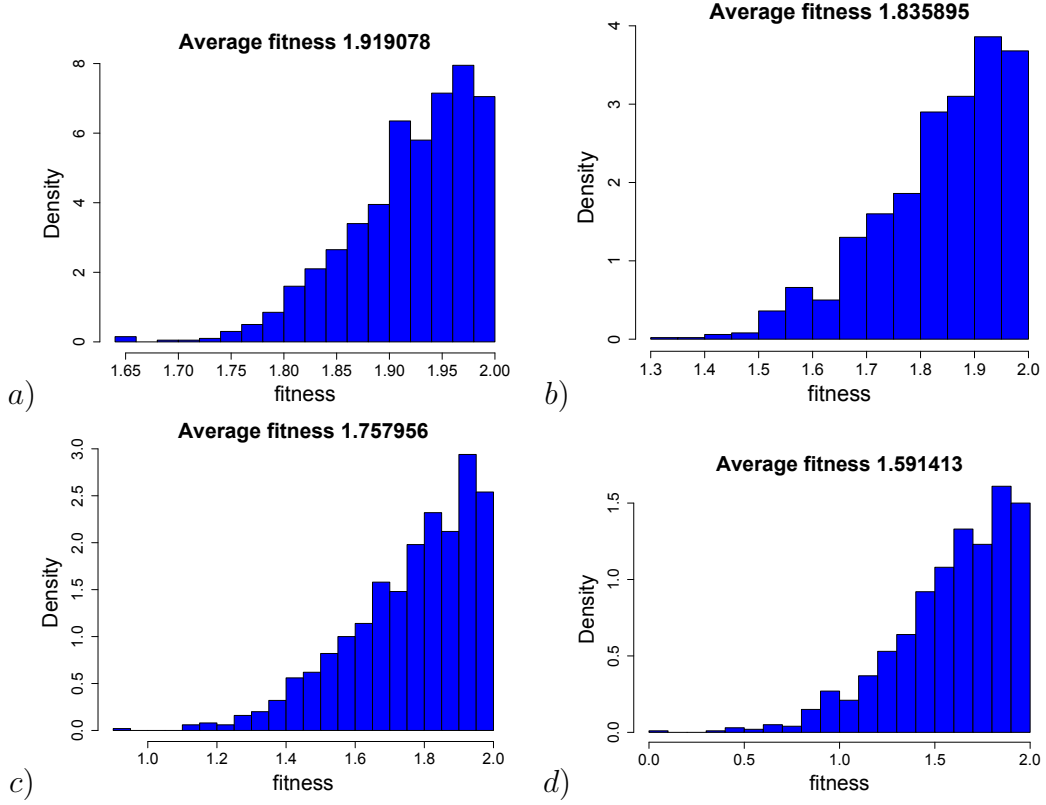 Average fitness 1.919078
Density
0 2 4 6 8
1.65 1.70 1.75 1.80 1.85 1.90 1.95 2.00
fitness
a)
Average fitness 1.835895
Density
0 1 2 3 4
1.3 1.4 1.5 1.6 1.7 1.8 1.9 2.0
fitness
b)
Average fitness 1.757956
Density
0.0 0.5 1.0 1.5 2.0 2.5 3.0
1.0 1.2 1.4 1.6 1.8 2.0
fitness
c)
Average fitness 1.591413
Density
0.0 0.5 1.0 1.5
0.0 0.5 1.0 1.5 2.0
fitness
d)